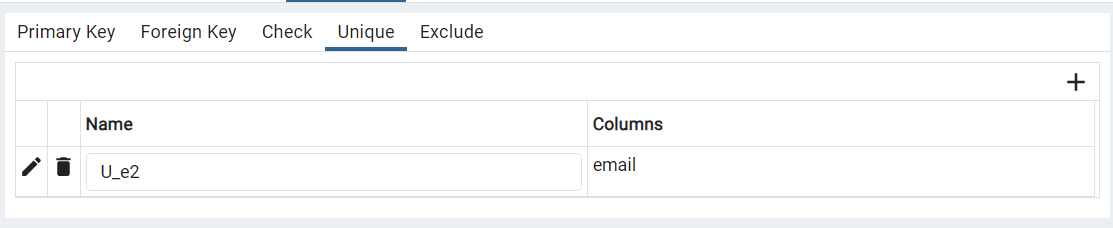 Primary Key Foreign Key Check Unique Exclude
Name Columns
U_e2 email